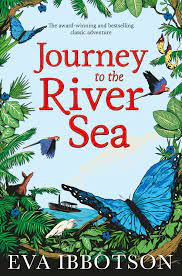 The award-winning and bestselling
classic adventure
Journey
to the
River
Sea
EVA IBBOTSON